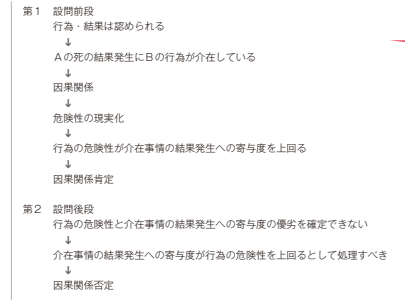 第1　設問前段
行為・結果は認められる
↓
Aの死の結果発生にBの行為が介在している
↓
因果関係
↓
危険性の現実化
↓
行為の危険性が介在事情の結果発生への寄与度を上回る
↓
因果関係肯定
第2　設問後段
行為の危険性と介在事情の結果発生への寄与度の優劣を確定できない
↓
介在事情の結果発生への寄与度が行為の危険性を上回るとして処理すべき
↓
因果関係否定